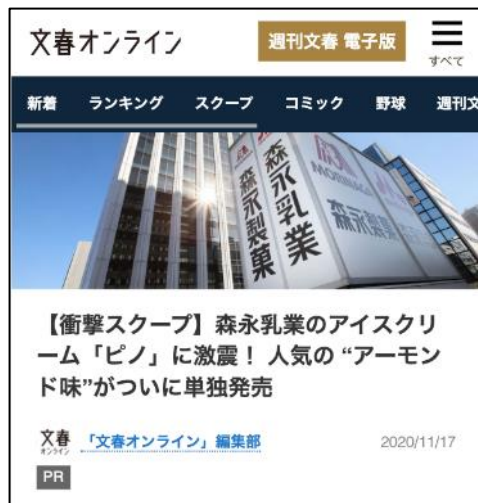 文春オンライン
週刊文春 電子版
すべて
新着 ランキング スクープ コミック 野球 週刊文
森永製菓
森永乳業
MORINAGA
森永製菓
【衝撃スクープ】森永乳業のアイスクリ
ーム「ピノ」に激震！ 人気の “アーモン
ド味”がついに単独発売
文春
オンライン
「文春オンライン」編集部
2020/11/17
PR